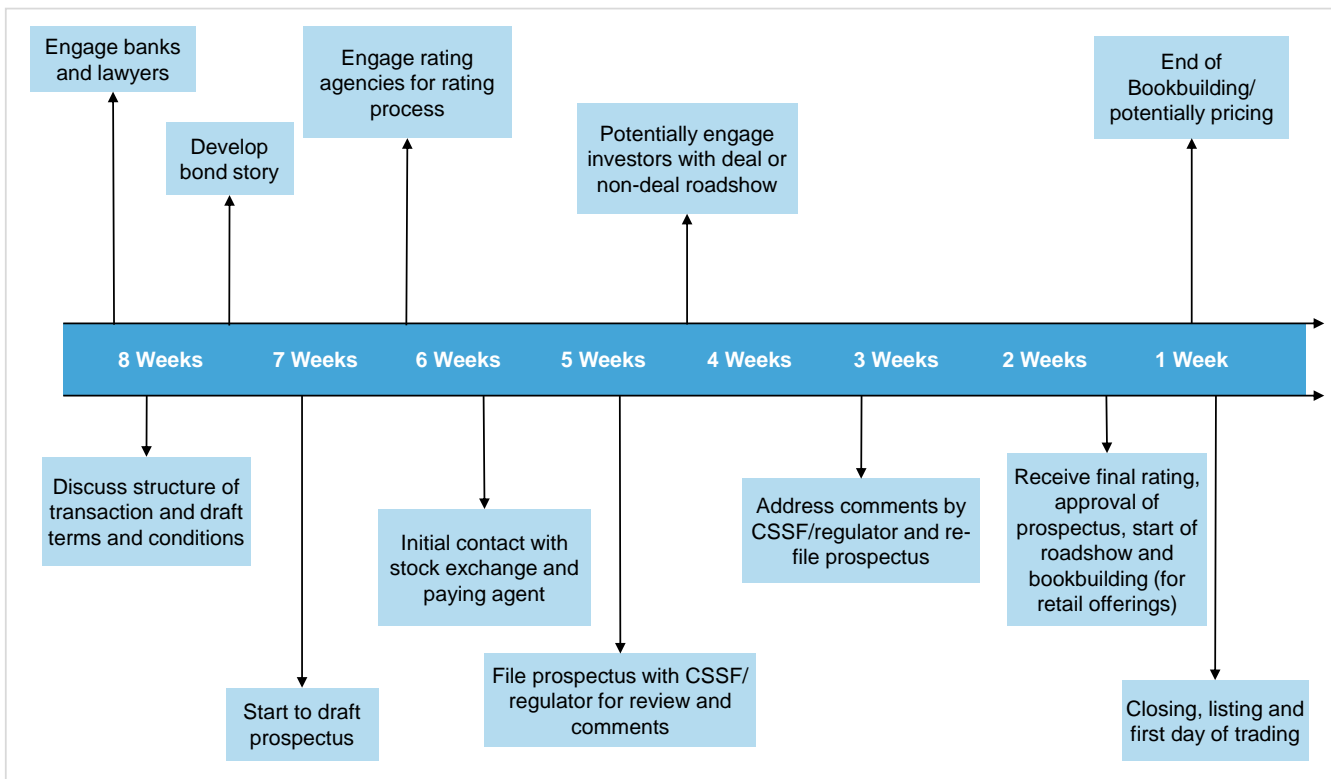 Engage banks
and lawyers
Develop
bond story
Engage rating
agencies for rating
process
Potentially engage
investors with deal or
non-deal roadshow
End of
Bookbuilding/
potentially pricing
8 Weeks
7 Weeks
6 Weeks
5 Weeks
4 Weeks
3 Weeks
2 Weeks
1 Week
Discuss structure of
transaction and draft
terms and conditions
Start to draft
prospectus
Initial contact with
stock exchange and
paying agent
File prospectus with CSSF/
regulator for review and
comments
Address comments by
CSSF/regulator and re-
file prospectus
Receive final rating,
approval of
prospectus, start of
roadshow and
bookbuilding (for
retail offerings)
Closing, listing and
first day of trading